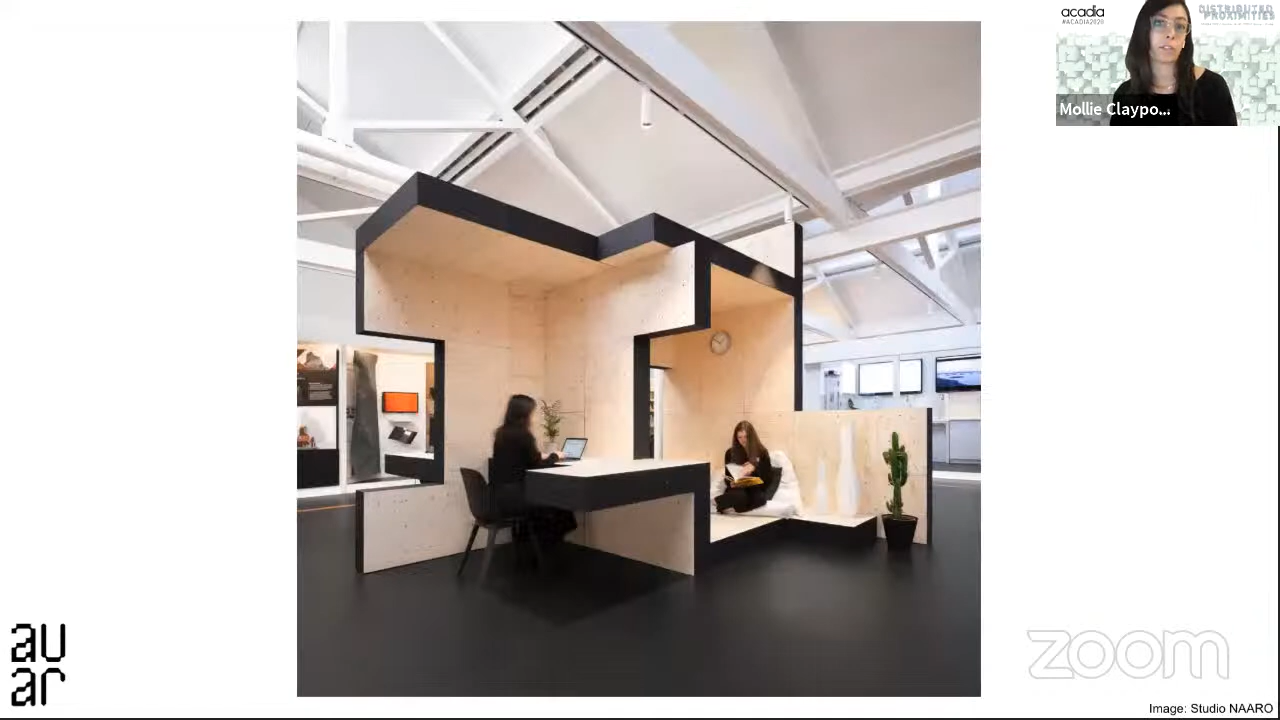 acadia
#ACADIA2020
DISTRIBUTED
PROXIMITIES
Mollie Claypo...
au
ar
zoom
Image: Studio NAARO